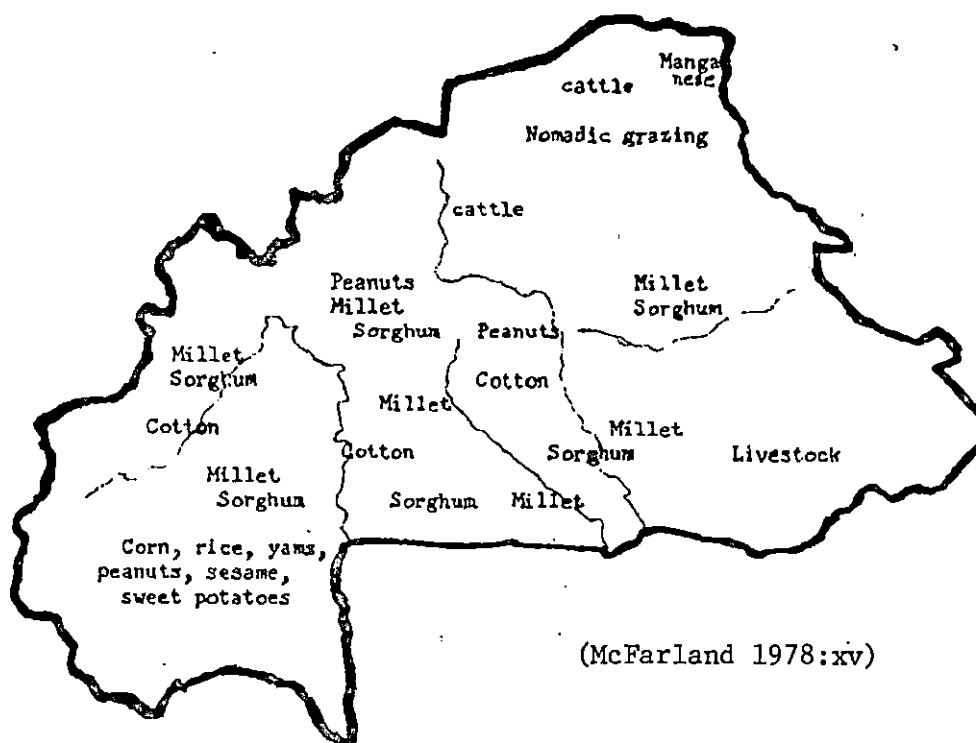 Manga
nese
cattle
Nomadic grazing
cattle
Peanuts
Millet
Sorghum
Millet
Sorghum
Peanuts
Millet
Sorghum
Cotton
Millet
Cotton
Millet
Sorghum
Cotton
Livestock
Millet
Sorghum
Sorghum
Millet
Corn, rice, yams,
peanuts, sesame,
sweet potatoes
(McFarland 1978:xv)